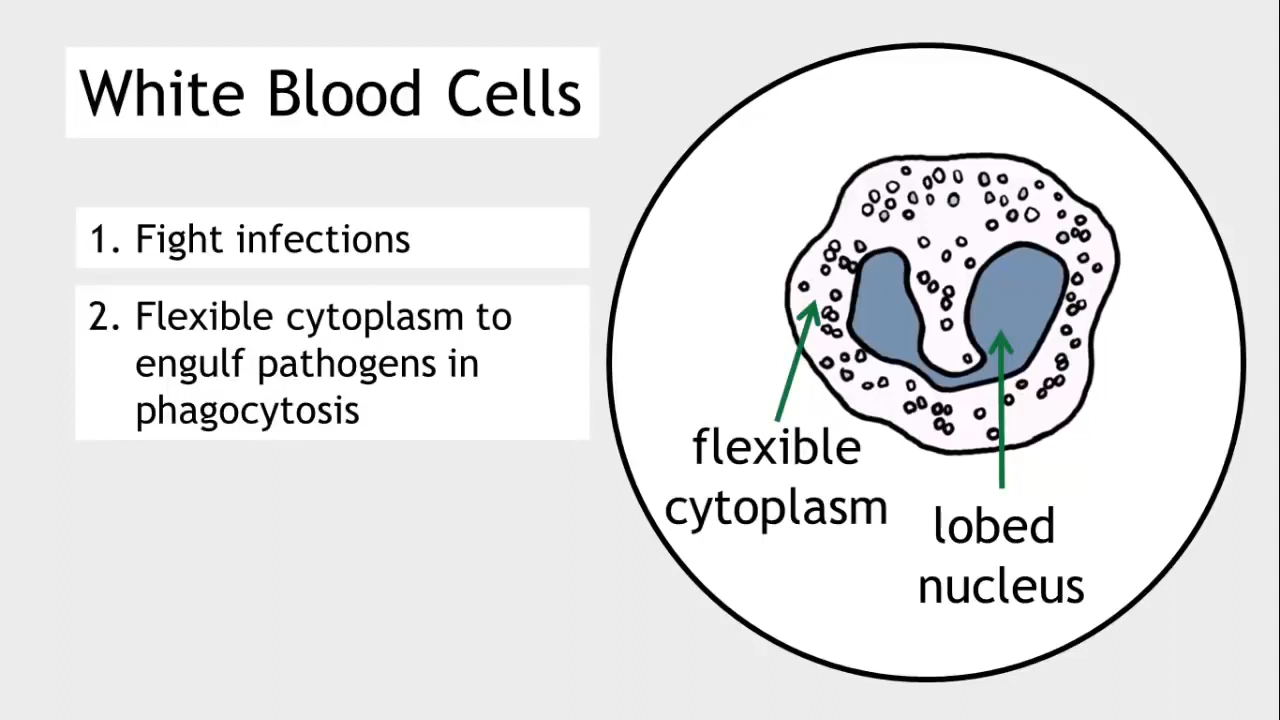 White Blood Cells
1. Fight infections
2. Flexible cytoplasm to
engulf pathogens in
phagocytosis
flexible
cytoplasm
lobed
nucleus